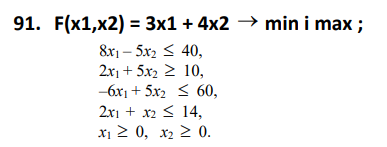 91. F(x1,x2) = 3x1 + 4x2 → min i max ;
8x₁ – 5x₂ ≤ 40,
2x₁ + 5x₂ ≥ 10,
–6x₁ + 5x₂ ≤ 60,
2x₁ + x₂ ≤ 14,
x₁ ≥ 0, x₂ ≥ 0.